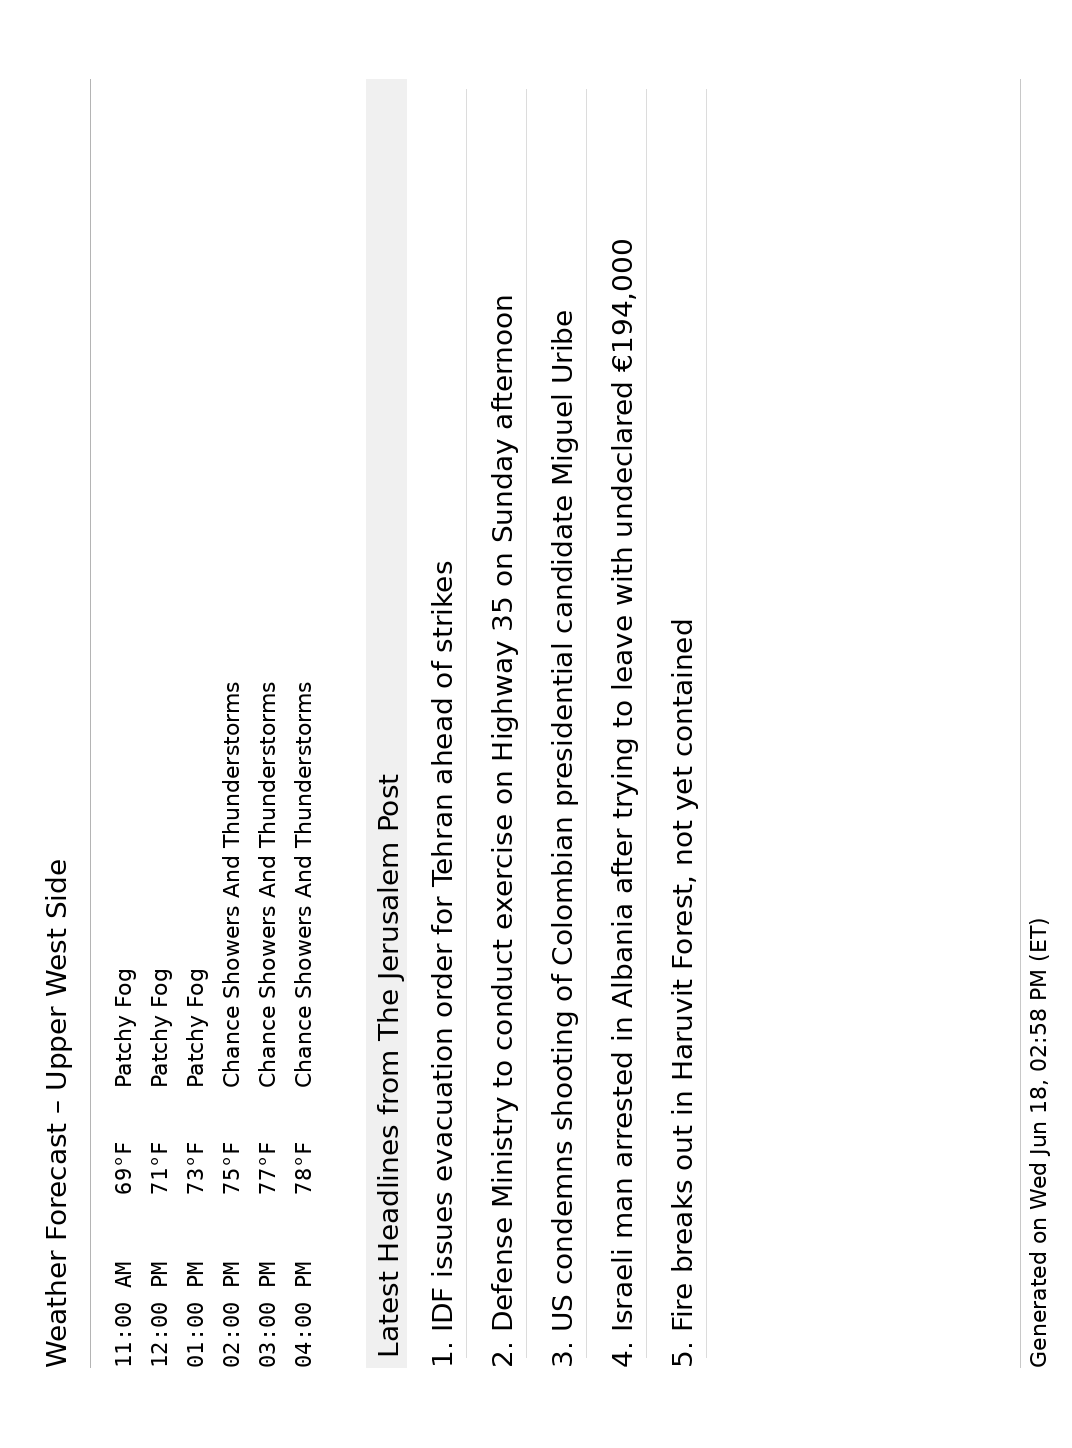 Weather Forecast – Upper West Side
11:00 AM 69°F Patchy Fog
12:00 PM 71°F Patchy Fog
01:00 PM 73°F Patchy Fog
02:00 PM 75°F Chance Showers And Thunderstorms
03:00 PM 77°F Chance Showers And Thunderstorms
04:00 PM 78°F Chance Showers And Thunderstorms
Latest Headlines from The Jerusalem Post
1. IDF issues evacuation order for Tehran ahead of strikes
2. Defense Ministry to conduct exercise on Highway 35 on Sunday afternoon
3. US condemns shooting of Colombian presidential candidate Miguel Uribe
4. Israeli man arrested in Albania after trying to leave with undeclared €194,000
5. Fire breaks out in Haruvit Forest, not yet contained
Generated on Wed Jun 18, 02:58 PM (ET)